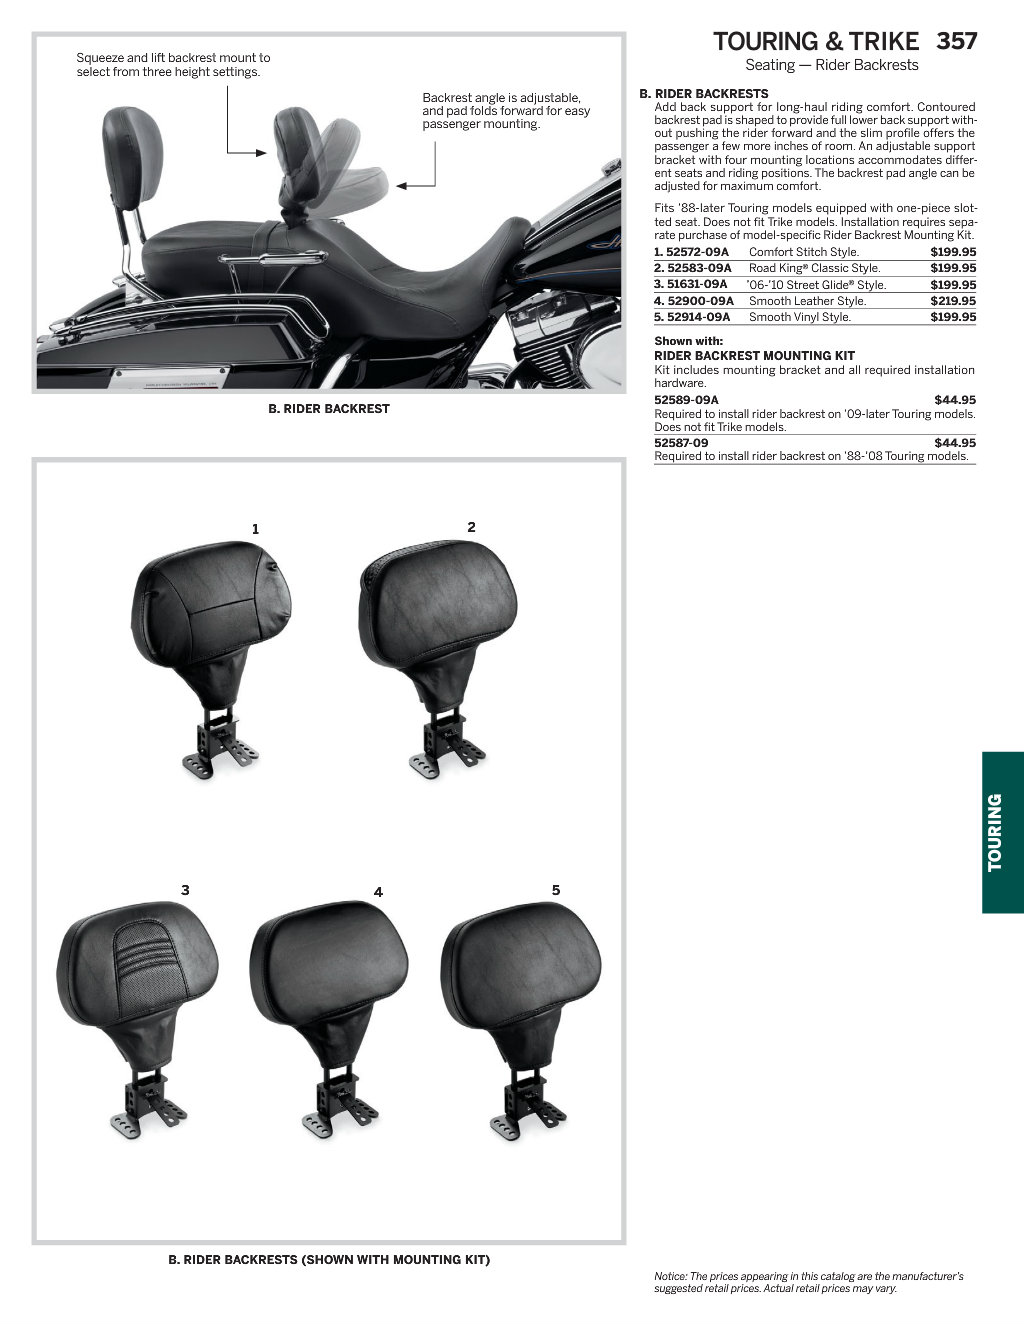 TOURING & TRIKE 357
Seating — Rider Backrests
Squeeze and lift backrest mount to
select from three height settings.
Backrest angle is adjustable,
and pad folds forward for easy
passenger mounting.
B. RIDER BACKREST
B. RIDER BACKRESTS
Add back support for long-haul riding comfort. Contoured
backrest pad is shaped to provide full lower back support with-
out pushing the rider forward and the slim profile offers the
passenger a few more inches of room. An adjustable support
bracket with four mounting locations accommodates differ-
ent seats and riding positions. The backrest pad angle can be
adjusted for maximum comfort.
Fits ’88-later Touring models equipped with one-piece slot-
ted seat. Does not fit Trike models. Installation requires sepa-
rate purchase of model-specific Rider Backrest Mounting Kit.
1. 52572-09A Comfort Stitch Style. $199.95
2. 52583-09A Road King® Classic Style. $199.95
3. 51631-09A ’06-’10 Street Glide® Style. $199.95
4. 52900-09A Smooth Leather Style. $219.95
5. 52914-09A Smooth Vinyl Style. $199.95
Shown with:
RIDER BACKREST MOUNTING KIT
Kit includes mounting bracket and all required installation
hardware.
52589-09A $44.95
Required to install rider backrest on ’09-later Touring models.
Does not fit Trike models.
52587-09 $44.95
Required to install rider backrest on ’88-’08 Touring models.
1
2
3
4
5
B. RIDER BACKRESTS (SHOWN WITH MOUNTING KIT)
TOURING
Notice: The prices appearing in this catalog are the manufacturer’s
suggested retail prices. Actual retail prices may vary.